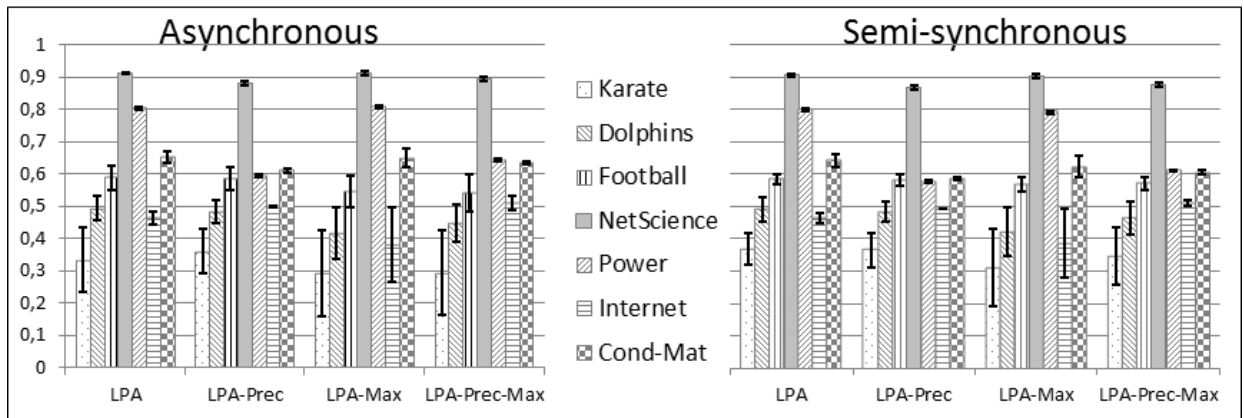 Asynchronous
Semi-synchronous
1
0,9
0,8
0,7
0,6
0,5
0,4
0,3
0,2
0,1
0
Karate
Dolphins
Football
NetScience
Power
Internet
Cond-Mat
LPA LPA-Prec LPA-Max LPA-Prec-Max
LPA LPA-Prec LPA-Max LPA-Prec-Max